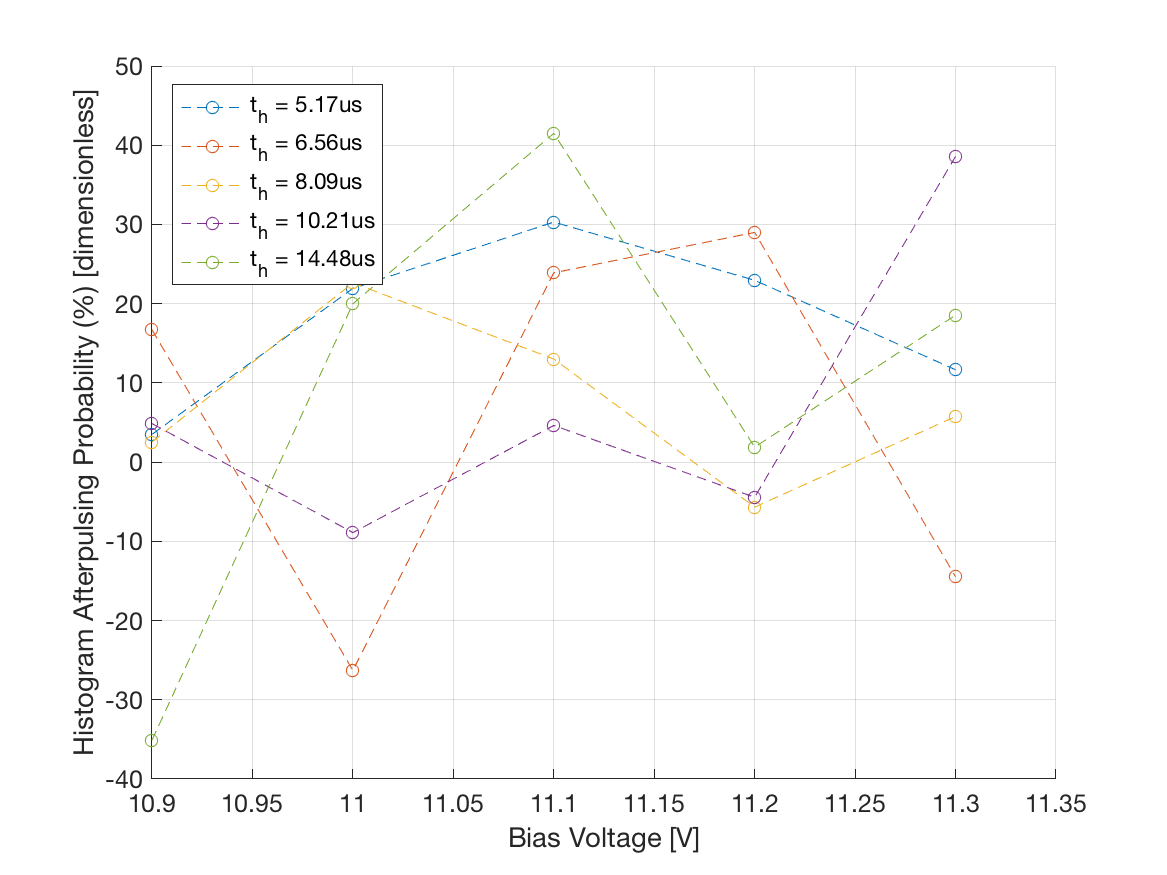 50
40
30
20
10
0
-10
-20
-30
-40
10.9 10.95 11 11.05 11.1 11.15 11.2 11.25 11.3 11.35
Histogram Afterpulsing Probability (%) [dimensionless]
Bias Voltage [V]
t_h = 5.17us
t_h = 6.56us
t_h = 8.09us
t_h = 10.21us
t_h = 14.48us